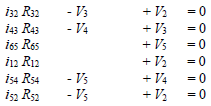 i32 R32 - V3 + V2 = 0
i43 R43 - V4 + V3 = 0
i65 R65 + V5 = 0
i12 R12 + V2 = 0
i54 R54 - V5 + V4 = 0
i52 R52 - V5 + V2 = 0